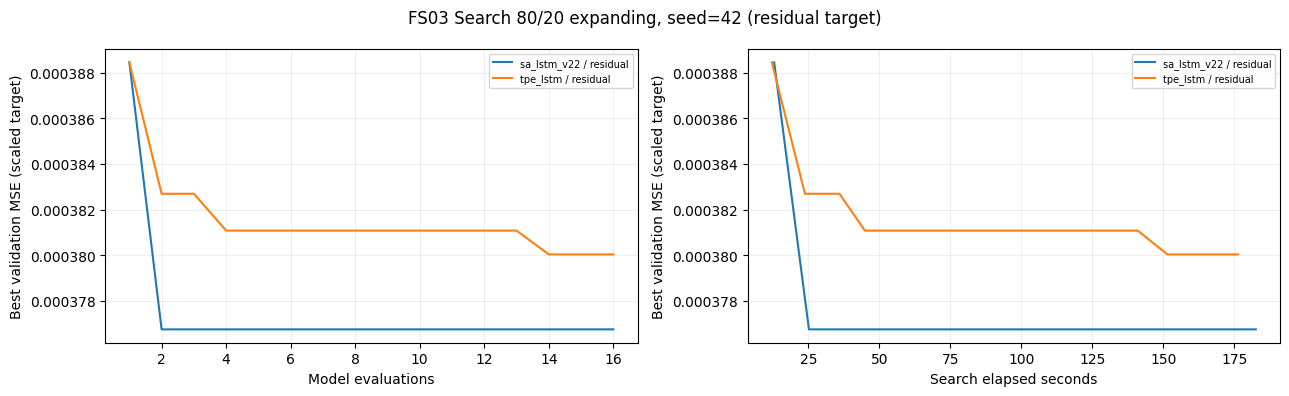 FS03 Search 80/20 expanding, seed=42 (residual target)
Best validation MSE (scaled target)
0.000388
0.000386
0.000384
0.000382
0.000380
0.000378
sa_lstm_v22 / residual
tpe_lstm / residual
2 4 6 8 10 12 14 16
Model evaluations
Best validation MSE (scaled target)
0.000388
0.000386
0.000384
0.000382
0.000380
0.000378
sa_lstm_v22 / residual
tpe_lstm / residual
25 50 75 100 125 150 175
Search elapsed seconds